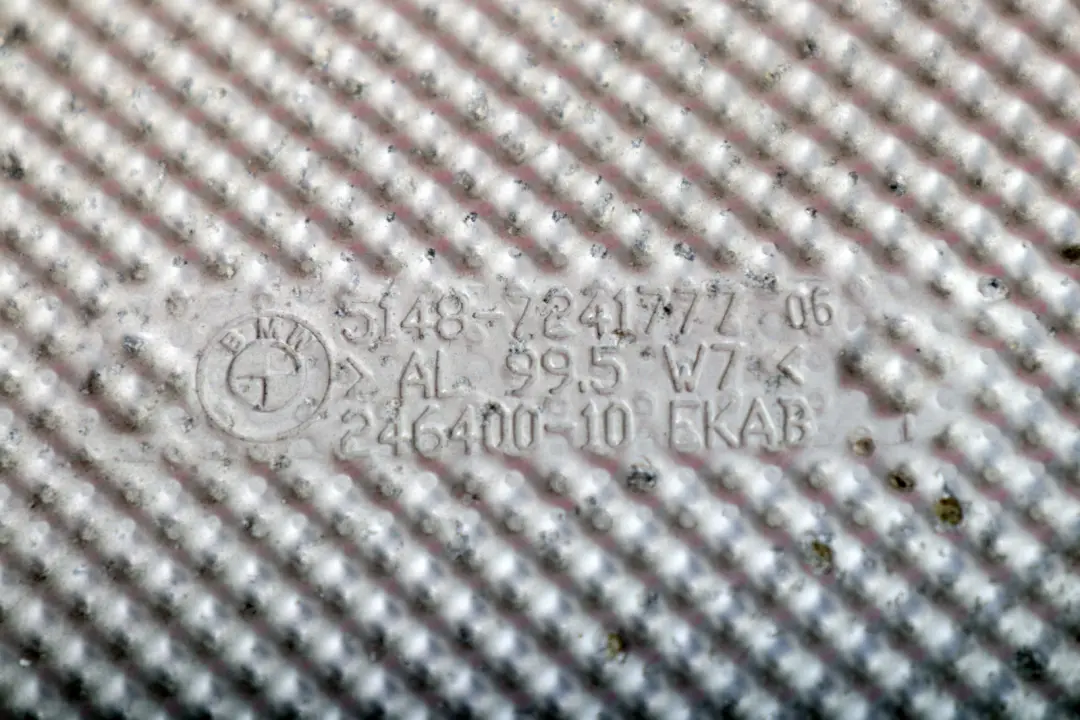 BMW
5148-7241777 06
> AL 99.5 W7 <
246400-10 EKAB